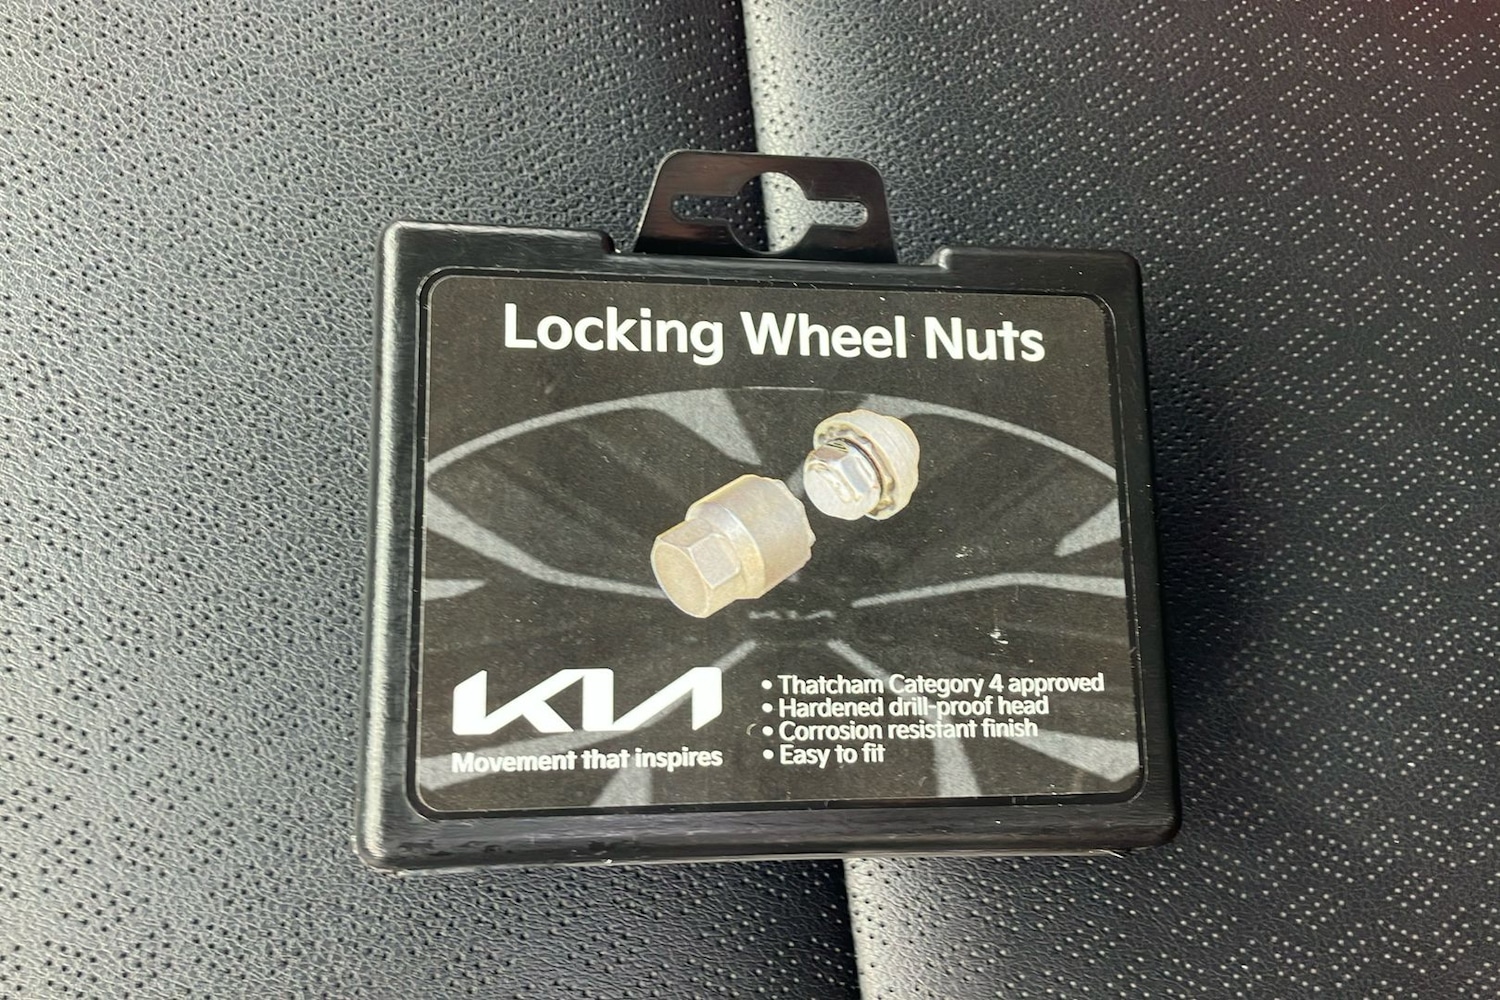 Locking Wheel Nuts
KIA
KIA
Movement that inspires
• Thatcham Category 4 approved
• Hardened drill-proof head
• Corrosion resistant finish
• Easy to fit